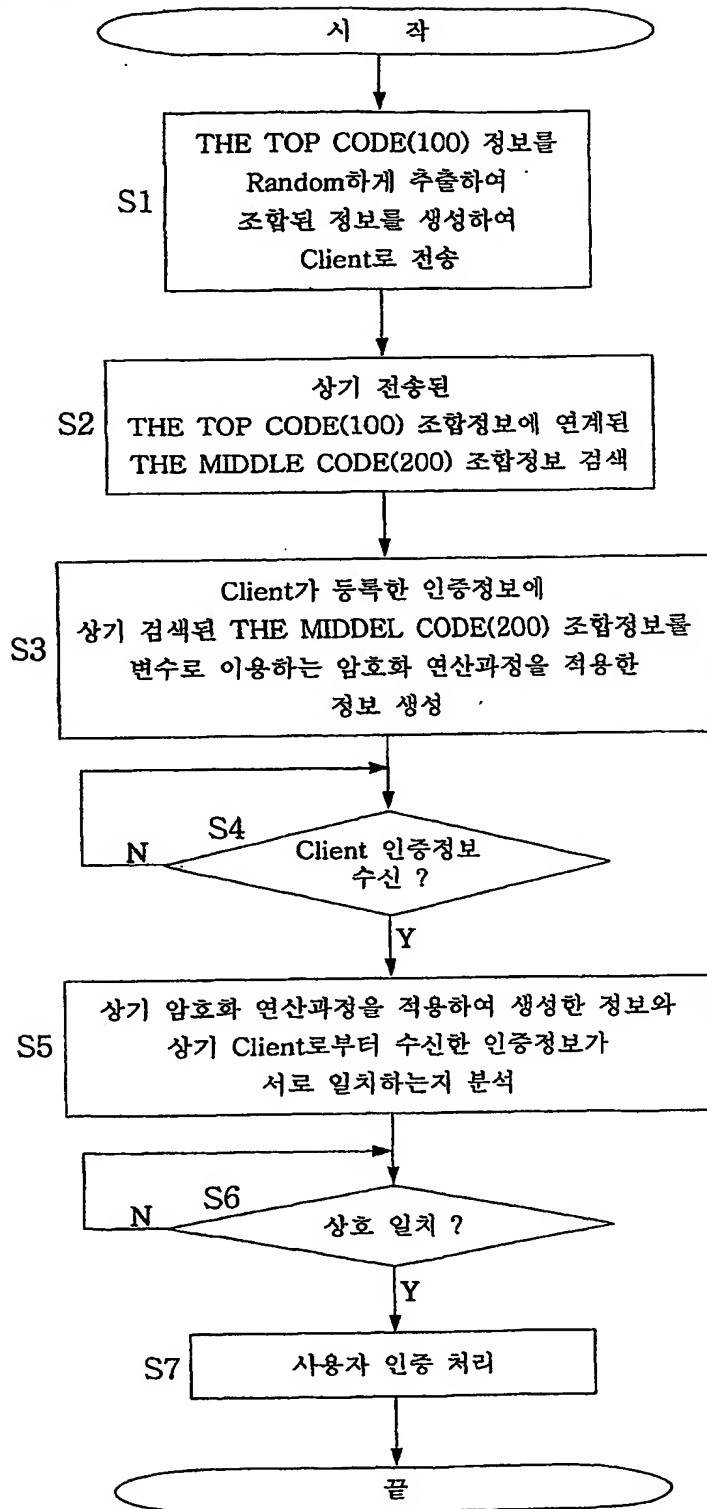 시 작
S1
THE TOP CODE(100) 정보를
Random하게 추출하여
조합된 정보를 생성하여
Client로 전송
S2
상기 전송된
THE TOP CODE(100) 조합정보에 연계된
THE MIDDLE CODE(200) 조합정보 검색
S3
Client가 등록한 인증정보에
상기 검색된 THE MIDDEL CODE(200) 조합정보를
변수로 이용하는 암호화 연산과정을 적용한
정보 생성
S4
N
Client 인증정보
수신 ?
Y
S5
상기 암호화 연산과정을 적용하여 생성한 정보와
상기 Client로부터 수신한 인증정보가
서로 일치하는지 분석
S6
N
상호 일치 ?
Y
S7
사용자 인증 처리
끝